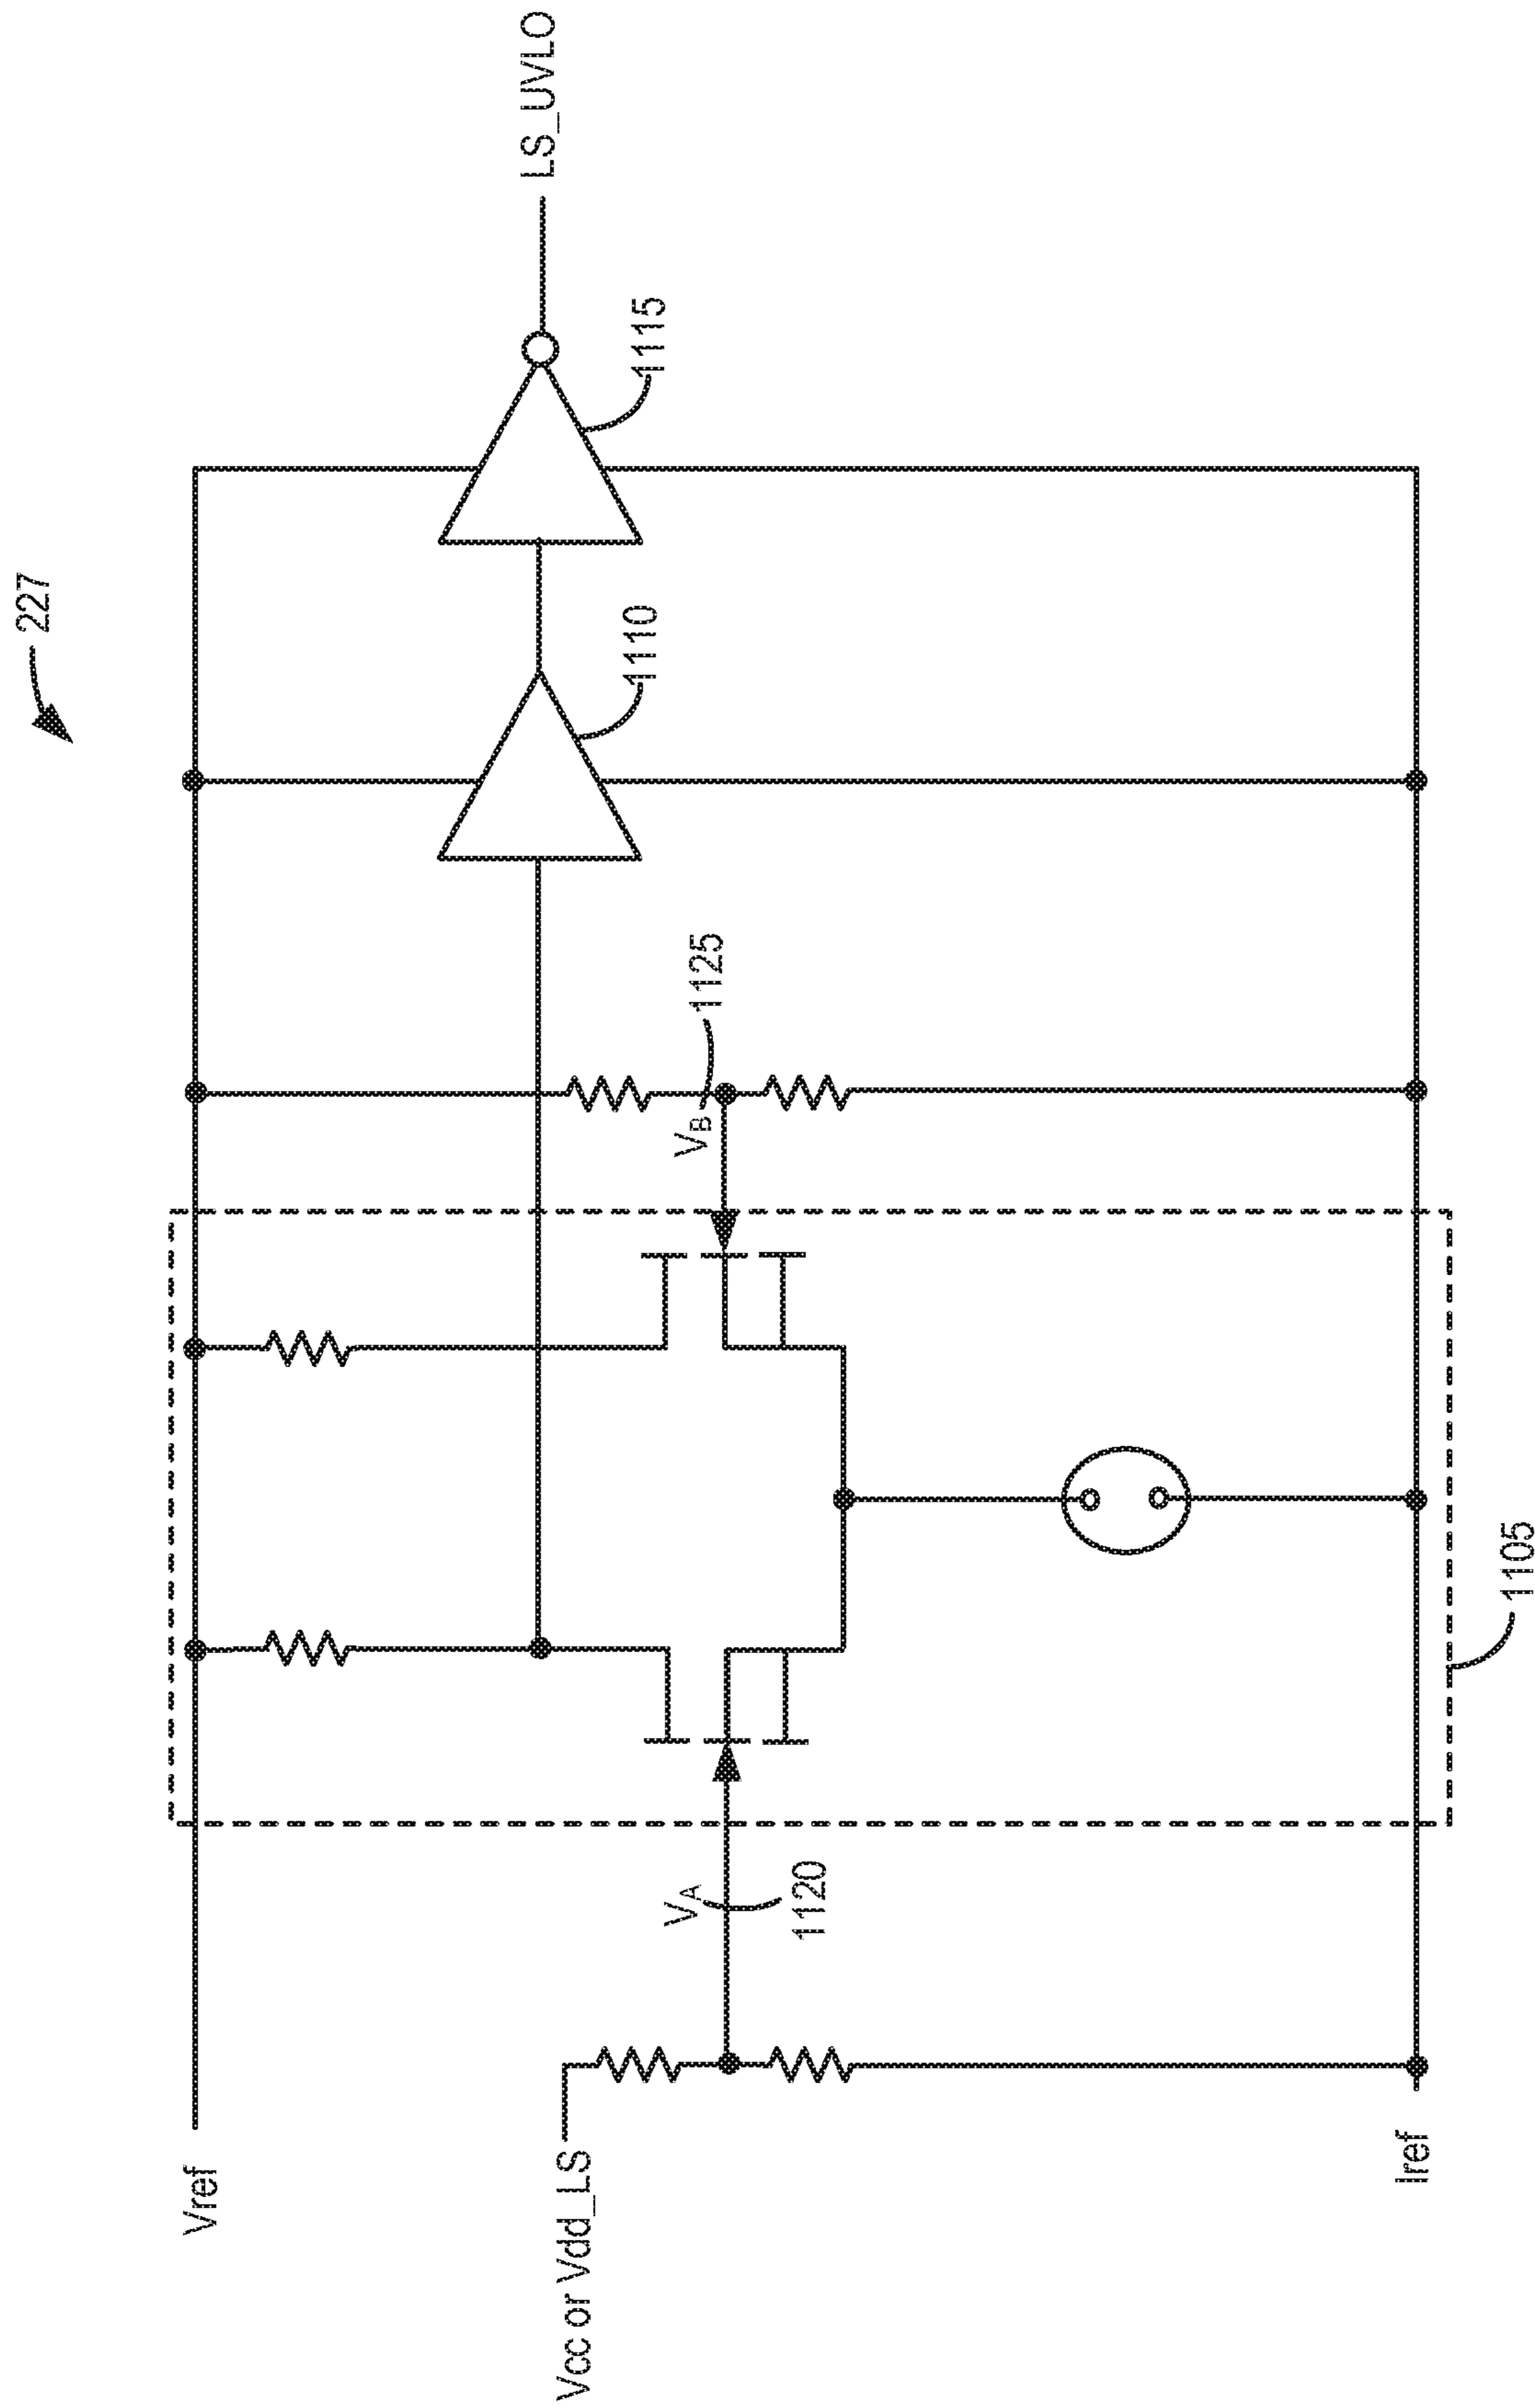 227
Vref
Vcc or Vdd_LS
Iref
VA
1120
VB
1125
1105
1110
1115
LS_UVLO